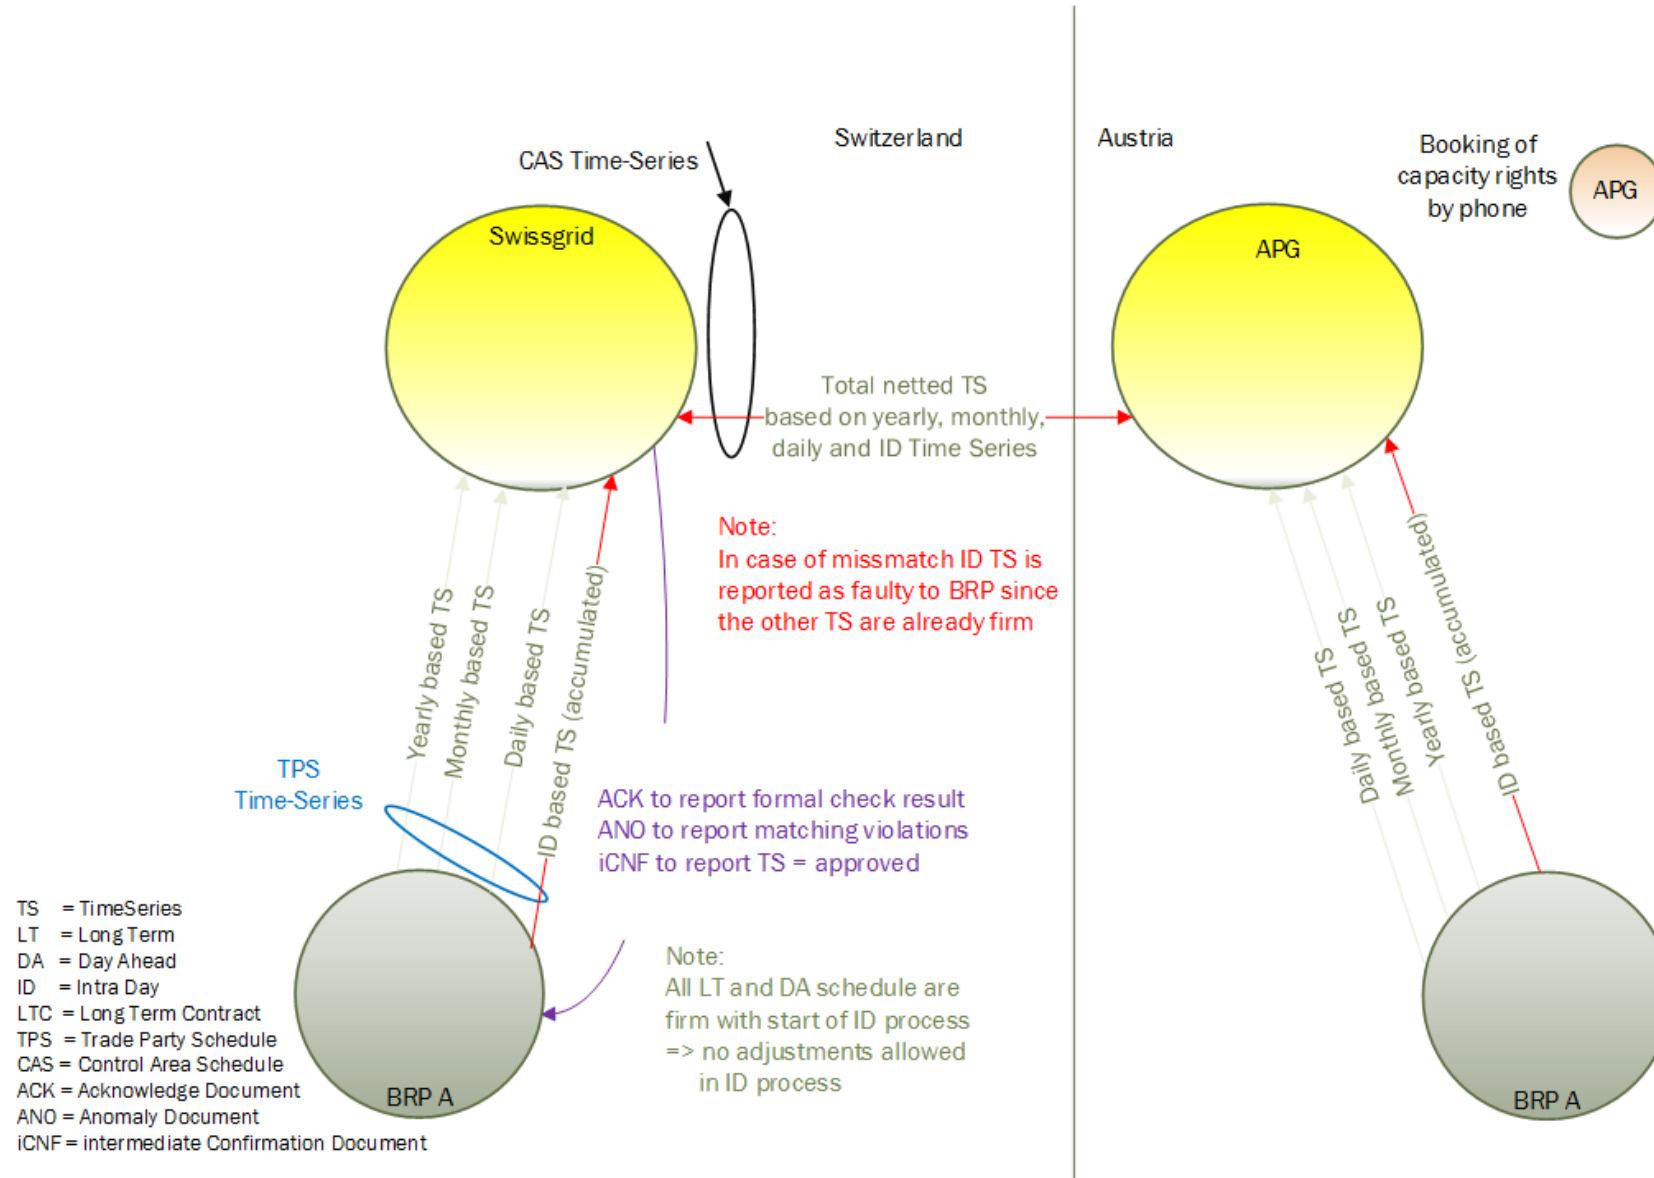 Switzerland
Austria
CAS Time-Series
Booking of
capacity rights
by phone
APG
Swissgrid
APG
Total netted TS
based on yearly, monthly,
daily and ID Time Series
Note:
In case of missmatch ID TS is
reported as faulty to BRP since
the other TS are already firm
Yearly based TS
Monthly based TS
Daily based TS
ID based TS (accumulated)
Daily based TS
Monthly based TS
Yearly based TS
ID based TS (accumulated)
TPS
Time-Series
ACK to report formal check result
ANO to report matching violations
iCNF to report TS = approved
Note:
All LT and DA schedule are
firm with start of ID process
=> no adjustments allowed
in ID process
TS = TimeSeries
LT = Long Term
DA = Day Ahead
ID = Intra Day
LTC = Long Term Contract
TPS = Trade Party Schedule
CAS = Control Area Schedule
ACK = Acknowledge Document
ANO = Anomaly Document
iCNF = intermediate Confirmation Document
BRP A
BRP A